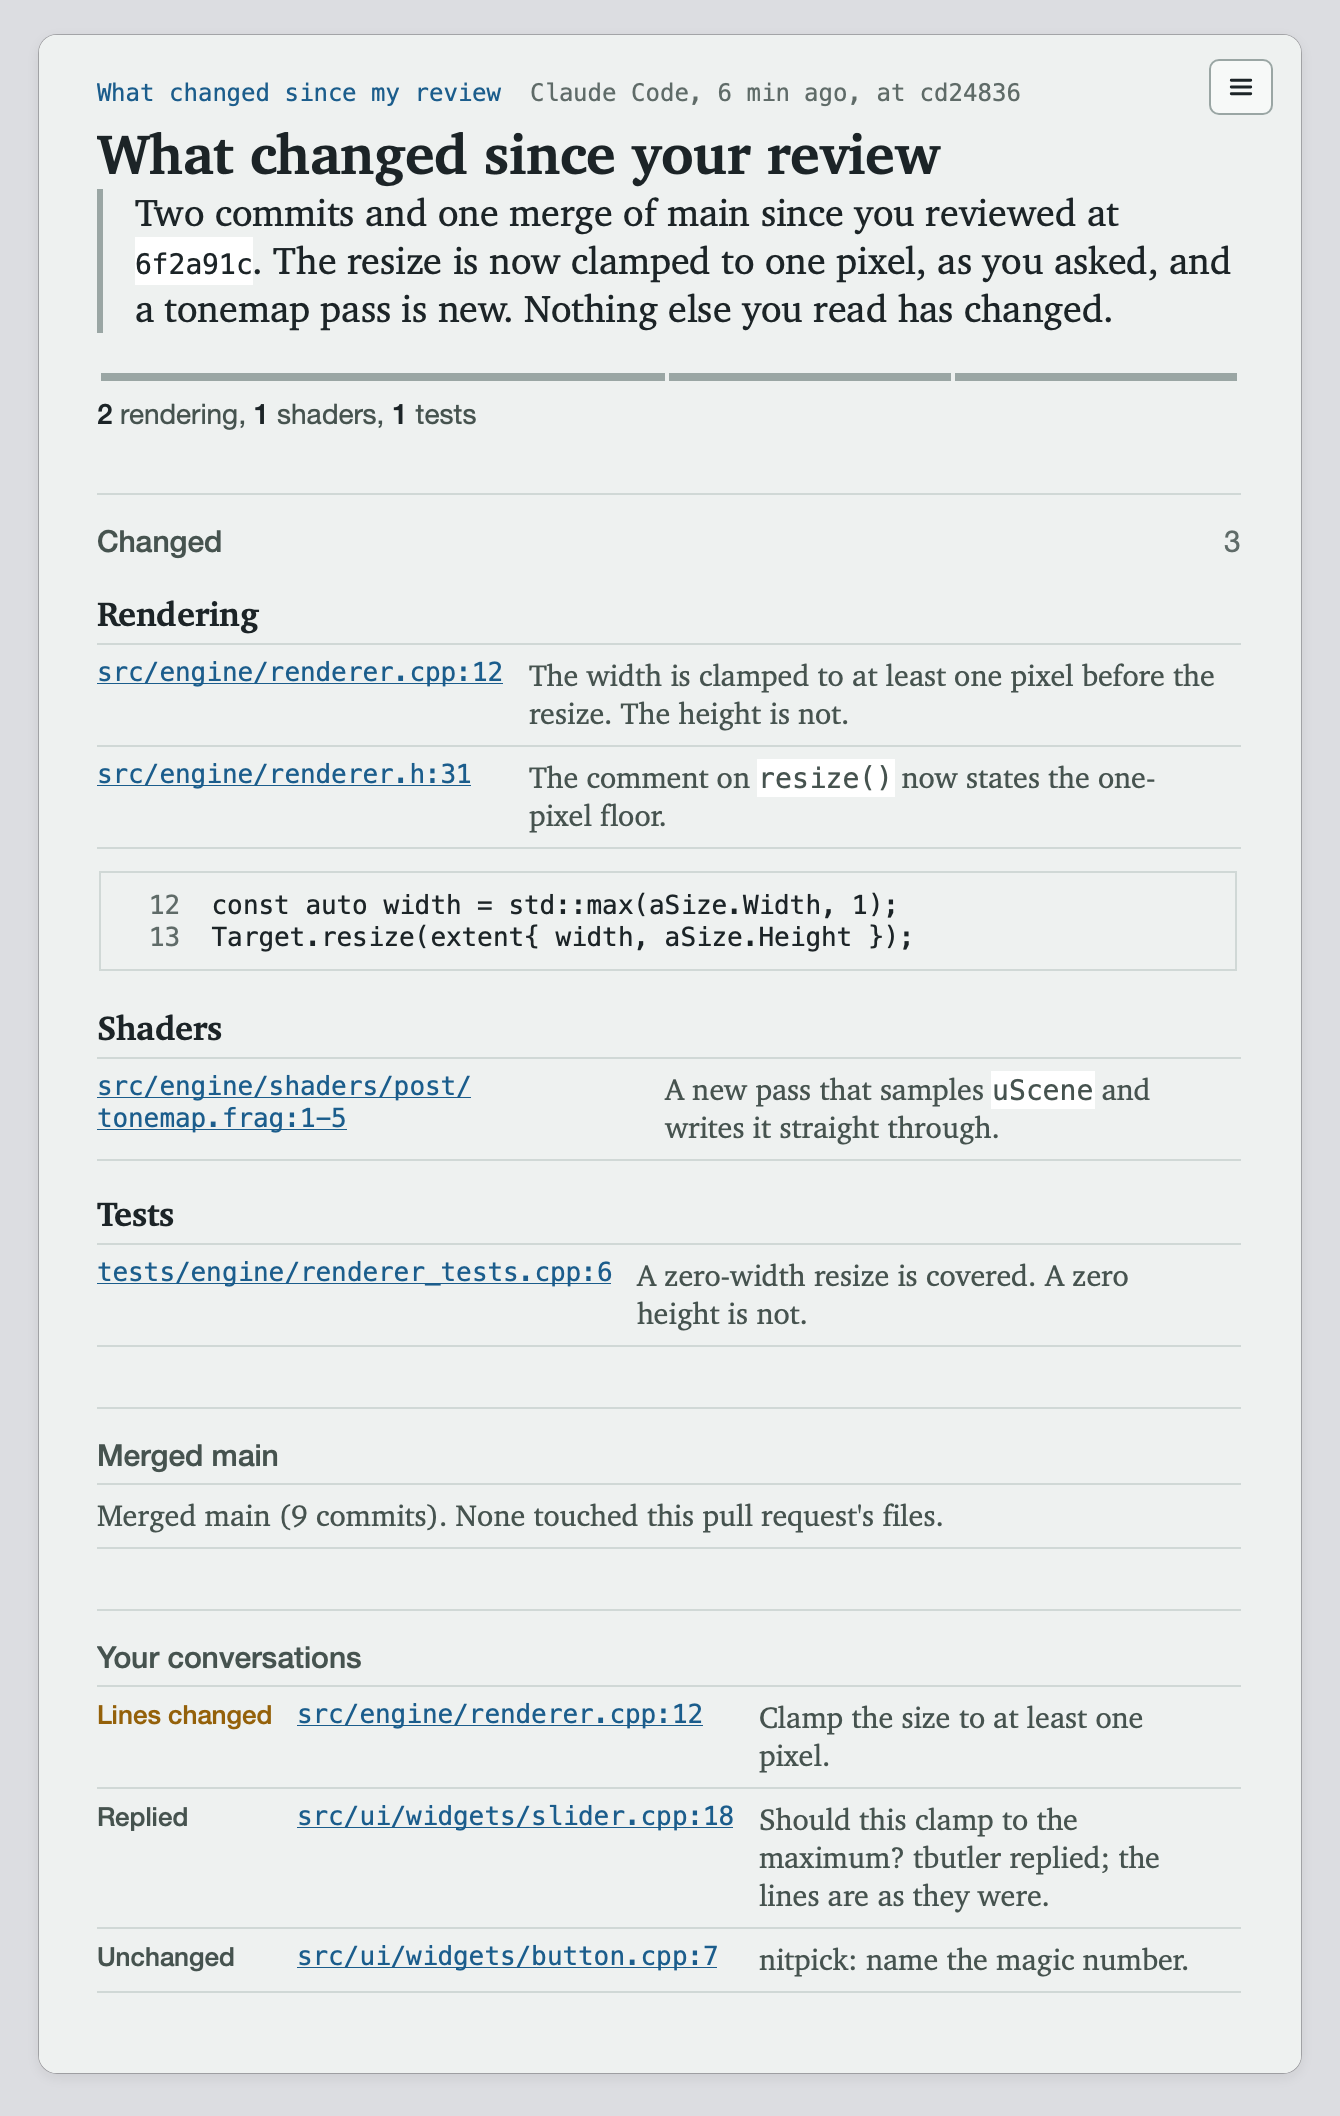 What changed since my review Claude Code, 6 min ago, at cd24836
What changed since your review
Two commits and one merge of main since you reviewed at
6f2a91c. The resize is now clamped to one pixel, as you asked, and
a tonemap pass is new. Nothing else you read has changed.
2 rendering, 1 shaders, 1 tests
Changed 3
Rendering
src/engine/renderer.cpp:12 The width is clamped to at least one pixel before the
resize. The height is not.
src/engine/renderer.h:31 The comment on resize() now states the one-
pixel floor.
12 const auto width = std::max(aSize.Width, 1);
13 Target.resize(extent{ width, aSize.Height });
Shaders
src/engine/shaders/post/ A new pass that samples uScene and
tonemap.frag:1–5 writes it straight through.
Tests
tests/engine/renderer_tests.cpp:6 A zero-width resize is covered. A zero
height is not.
Merged main
Merged main (9 commits). None touched this pull request's files.
Your conversations
Lines changed src/engine/renderer.cpp:12 Clamp the size to at least one
pixel.
Replied src/ui/widgets/slider.cpp:18 Should this clamp to the
maximum? tbutler replied; the
lines are as they were.
Unchanged src/ui/widgets/button.cpp:7 nitpick: name the magic number.